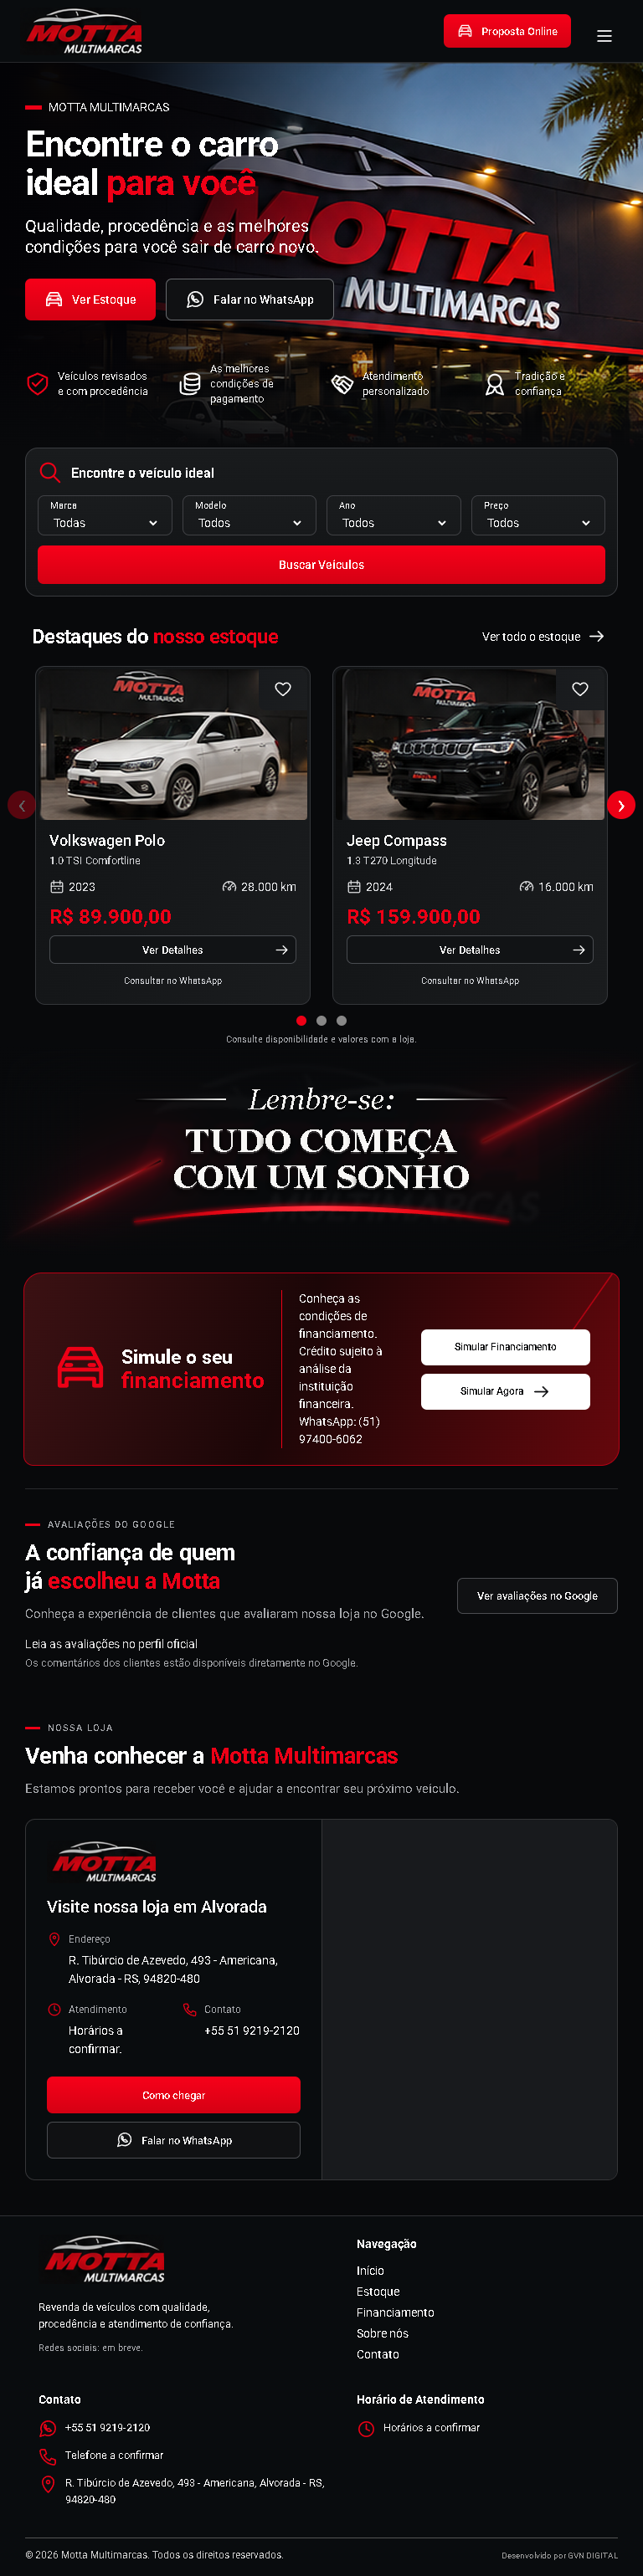 MOTTA
MULTIMARCAS
Proposta Online
MOTTA MULTIMARCAS
Encontre o carro
ideal para você
Qualidade, procedência e as melhores
condições para você sair de carro novo.
MOTTA
MULTIMARCAS
Ver Estoque
Falar no WhatsApp
Veículos revisados
e com procedência
As melhores
condições de
pagamento
Atendimento
personalizado
Tradição e
confiança
Encontre o veículo ideal
Marca
Todas
Modelo
Todos
Ano
Todos
Preço
Todos
Buscar Veículos
Destaques do nosso estoque
Ver todo o estoque
MOTTA
MULTIMARCAS
Volkswagen Polo
1.0 TSI Comfortline
2023
28.000 km
R$ 89.900,00
Ver Detalhes
Consultar no WhatsApp
MOTTA
MULTIMARCAS
Jeep Compass
1.3 T270 Longitude
2024
16.000 km
R$ 159.900,00
Ver Detalhes
Consultar no WhatsApp
Consulte disponibilidade e valores com a loja.
Lembre-se:
TUDO COMEÇA
COM UM SONHO
Simule o seu
financiamento
Conheça as
condições de
financiamento.
Crédito sujeito à
análise da
instituição
financeira.
WhatsApp: (51)
97400-6062
Simular Financiamento
Simular Agora
AVALIAÇÕES DO GOOGLE
A confiança de quem
já escolheu a Motta
Conheça a experiência de clientes que avaliaram nossa loja no Google.
Leia as avaliações no perfil oficial
Os comentários dos clientes estão disponíveis diretamente no Google.
Ver avaliações no Google
NOSSA LOJA
Venha conhecer a Motta Multimarcas
Estamos prontos para receber você e ajudar a encontrar seu próximo veículo.
MOTTA
MULTIMARCAS
Visite nossa loja em Alvorada
Endereço
R. Tibúrcio de Azevedo, 493 - Americana,
Alvorada - RS, 94820-480
Atendimento
Horários a
confirmar.
Contato
+55 51 9219-2120
Como chegar
Falar no WhatsApp
MOTTA
MULTIMARCAS
Revenda de veículos com qualidade,
procedência e atendimento de confiança.
Redes sociais: em breve.
Navegação
Início
Estoque
Financiamento
Sobre nós
Contato
Contato
+55 51 9219-2120
Telefone a confirmar
R. Tibúrcio de Azevedo, 493 - Americana, Alvorada - RS,
94820-480
Horário de Atendimento
Horários a confirmar
© 2026 Motta Multimarcas. Todos os direitos reservados.
Desenvolvido por GVN DIGITAL